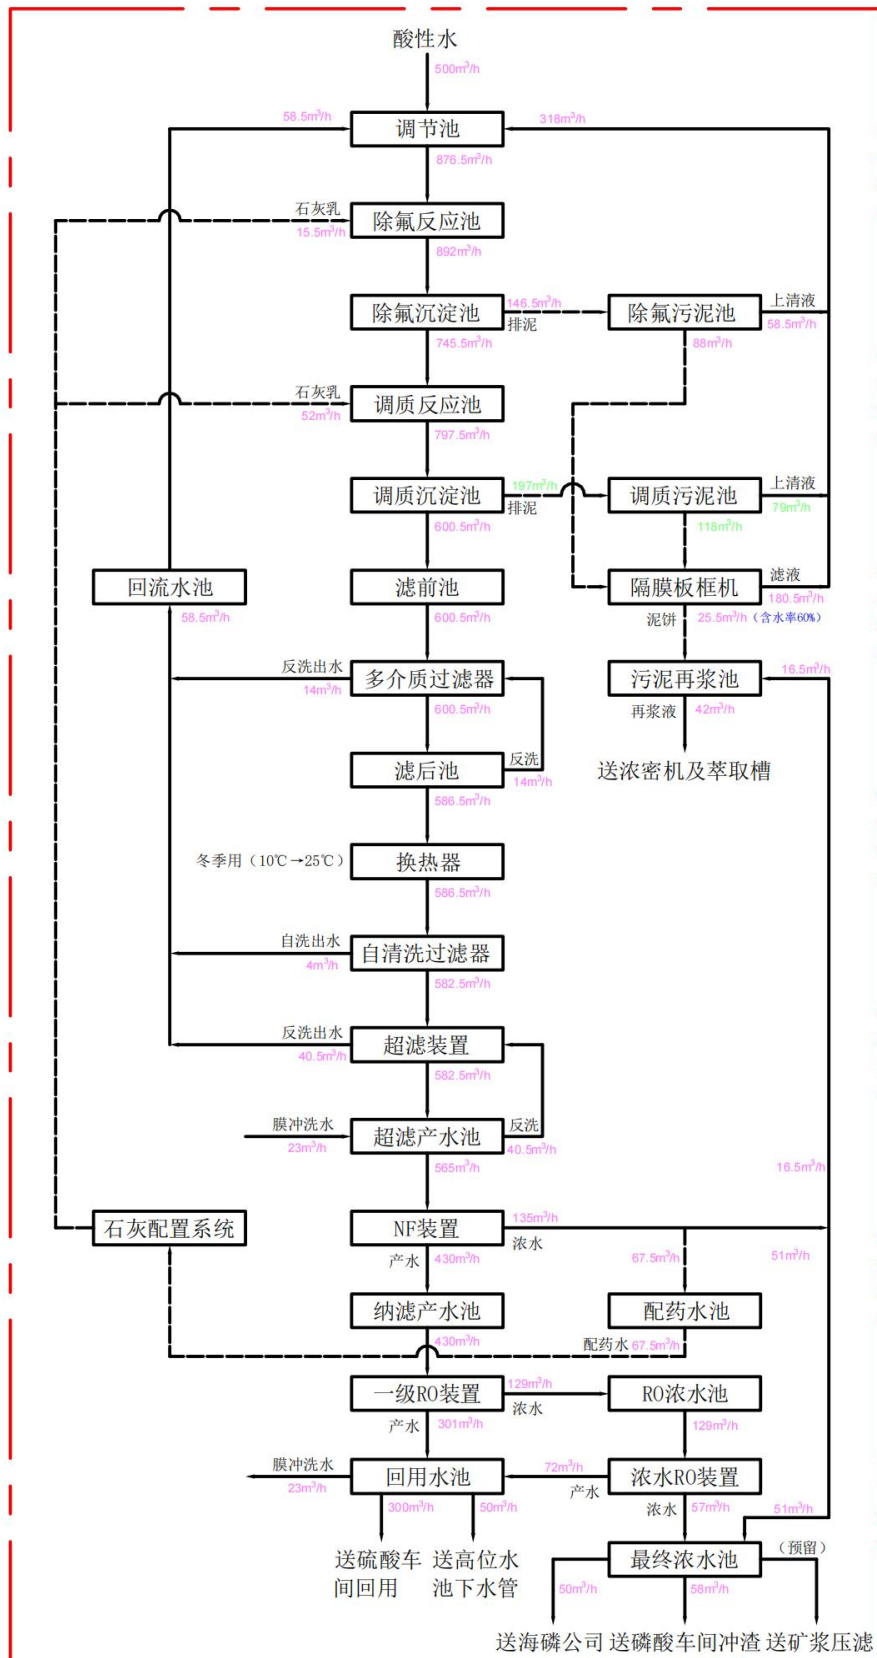 酸性水
500m³/h
58.5m³/h
调节池
318m³/h
876.5m³/h
石灰乳
15.5m³/h
除氟反应池
892m³/h
除氟沉淀池
146.5m³/h
排泥
除氟污泥池
上清液
58.5m³/h
745.5m³/h
88m³/h
石灰乳
52m³/h
调质反应池
797.5m³/h
调质沉淀池
197m³/h
排泥
调质污泥池
上清液
79m³/h
600.5m³/h
118m³/h
回流水池
58.5m³/h
滤前池
隔膜板框机
滤液
180.5m³/h
600.5m³/h
泥饼
25.5m³/h
（含水率60%）
反洗出水
14m³/h
多介质过滤器
污泥再浆池
16.5m³/h
600.5m³/h
再浆液
42m³/h
滤后池
反洗
14m³/h
送浓密机及萃取槽
586.5m³/h
冬季用（10℃→25℃）
换热器
586.5m³/h
自洗出水
4m³/h
自清洗过滤器
582.5m³/h
反洗出水
40.5m³/h
超滤装置
582.5m³/h
膜冲洗水
23m³/h
超滤产水池
反洗
40.5m³/h
565m³/h
16.5m³/h
石灰配置系统
NF装置
135m³/h
浓水
产水
430m³/h
67.5m³/h
51m³/h
纳滤产水池
配药水池
430m³/h
配药水
67.5m³/h
一级RO装置
129m³/h
浓水
RO浓水池
产水
301m³/h
129m³/h
膜冲洗水
23m³/h
回用水池
72m³/h
产水
浓水RO装置
300m³/h
50m³/h
浓水
57m³/h
51m³/h
送硫酸车
间回用
送高位水
池下水管
最终浓水池
（预留）
50m³/h
58m³/h
送海磷公司
送磷酸车间冲渣
送矿浆压滤